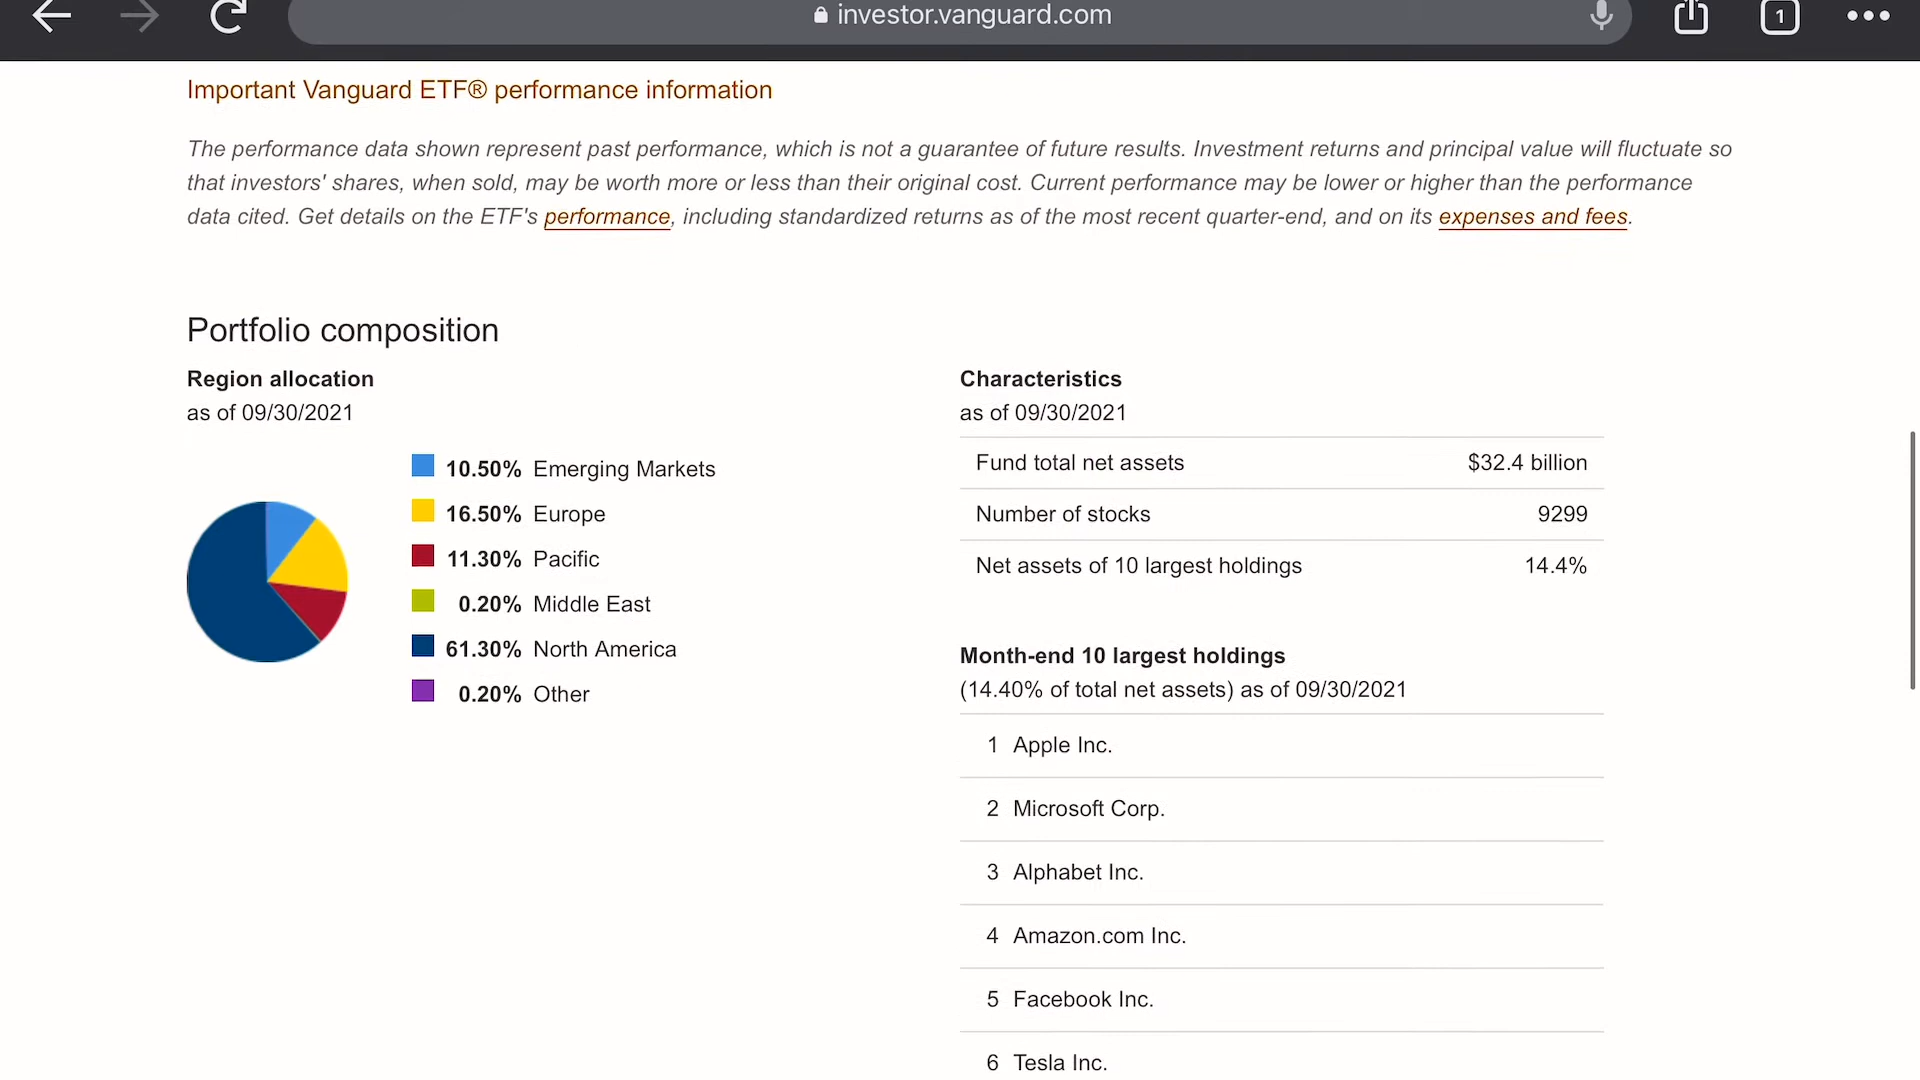 investor.vanguard.com
1
Important Vanguard ETF® performance information
The performance data shown represent past performance, which is not a guarantee of future results. Investment returns and principal value will fluctuate so
that investors' shares, when sold, may be worth more or less than their original cost. Current performance may be lower or higher than the performance
data cited. Get details on the ETF's performance, including standardized returns as of the most recent quarter-end, and on its expenses and fees.
Portfolio composition
Region allocation
as of 09/30/2021
10.50% Emerging Markets
16.50% Europe
11.30% Pacific
0.20% Middle East
61.30% North America
0.20% Other
Characteristics
as of 09/30/2021
Fund total net assets $32.4 billion
Number of stocks 9299
Net assets of 10 largest holdings 14.4%
Month-end 10 largest holdings
(14.40% of total net assets) as of 09/30/2021
1 Apple Inc.
2 Microsoft Corp.
3 Alphabet Inc.
4 Amazon.com Inc.
5 Facebook Inc.
6 Tesla Inc.